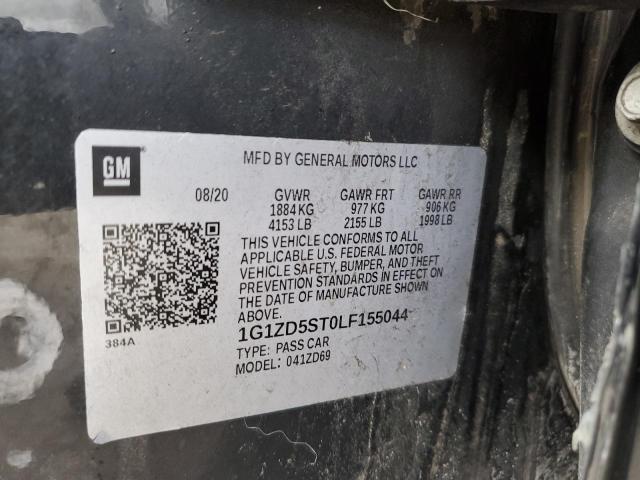 GM
MFD BY GENERAL MOTORS LLC
08/20 GVWR GAWR FRT GAWR RR
1884 KG 977 KG 906 KG
4153 LB 2155 LB 1998 LB
THIS VEHICLE CONFORMS TO ALL
APPLICABLE U.S. FEDERAL MOTOR
VEHICLE SAFETY, BUMPER, AND THEFT
PREVENTION STANDARDS IN EFFECT ON
THE DATE OF MANUFACTURE SHOWN
ABOVE.
384A
1G1ZD5ST0LF155044
TYPE: PASS CAR
MODEL: 041ZD69